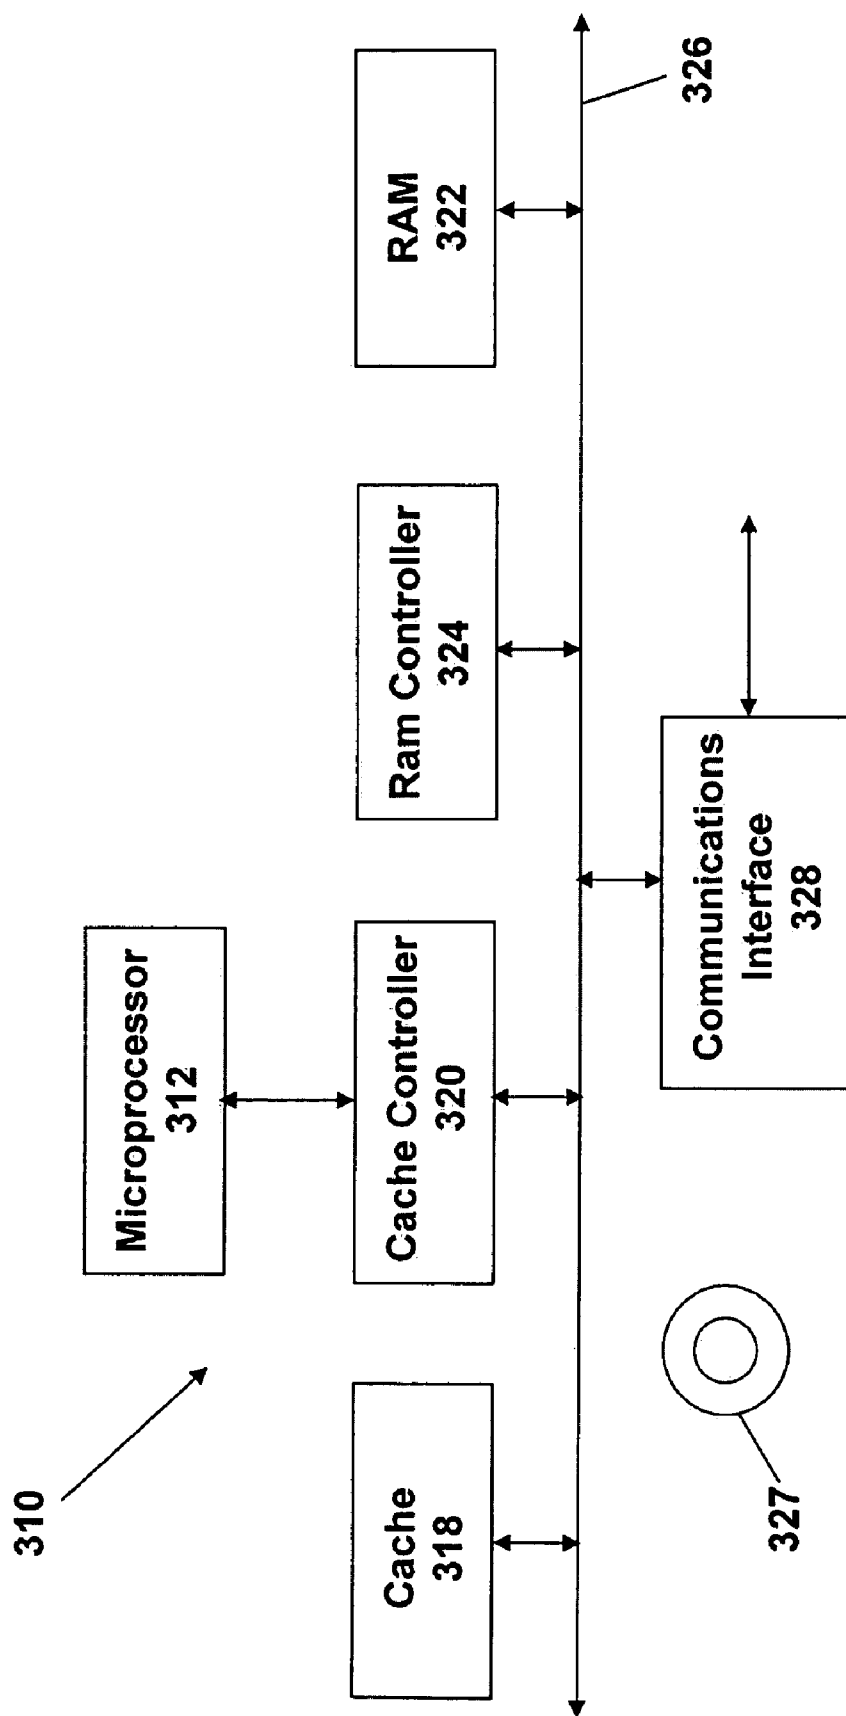 310
Microprocessor
312
Cache
318
Cache Controller
320
Ram Controller
324
RAM
322
326
327
Communications
Interface
328